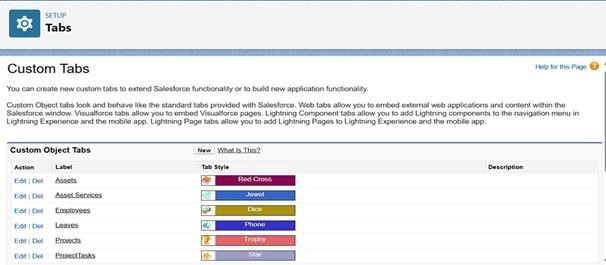 SETUP
Tabs
Custom Tabs
Help for this Page ?
You can create new custom tabs to extend Salesforce functionality or to build new application functionality.
Custom Object tabs look and behave like the standard tabs provided with Salesforce. Web tabs allow you to embed external web applications and content within the
Salesforce window. Visualforce tabs allow you to embed Visualforce pages. Lightning Component tabs allow you to add Lightning components to the navigation menu in
Lightning Experience and the mobile app. Lightning Page tabs allow you to add Lightning Pages to Lightning Experience and the mobile app.
Custom Object Tabs New What Is This?
Action Label Tab Style Description
Edit | Del Assets Red Cross
Edit | Del Asset Services Jewel
Edit | Del Employees Dice
Edit | Del Leaves Phone
Edit | Del Projects Trophy
Edit | Del ProjectTasks Star